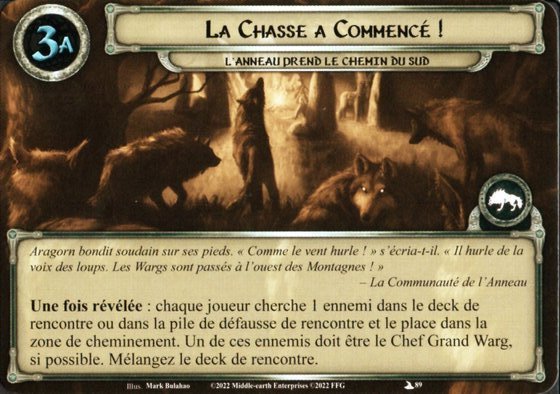 3A
La Chasse a Commencé !
L'Anneau prend le chemin du Sud
Aragorn bondit soudain sur ses pieds. « Comme le vent hurle ! » s'écria-t-il. « Il hurle de la
voix des loups. Les Wargs sont passés à l'ouest des Montagnes ! »
– La Communauté de l'Anneau
Une fois révélée : chaque joueur cherche 1 ennemi dans le deck de
rencontre ou dans la pile de défausse de rencontre et le place dans la
zone de cheminement. Un de ces ennemis doit être le Chef Grand Warg,
si possible. Mélangez le deck de rencontre.
Illus. Mark Bulahao ©2022 Middle-earth Enterprises ©2022 FFG 89